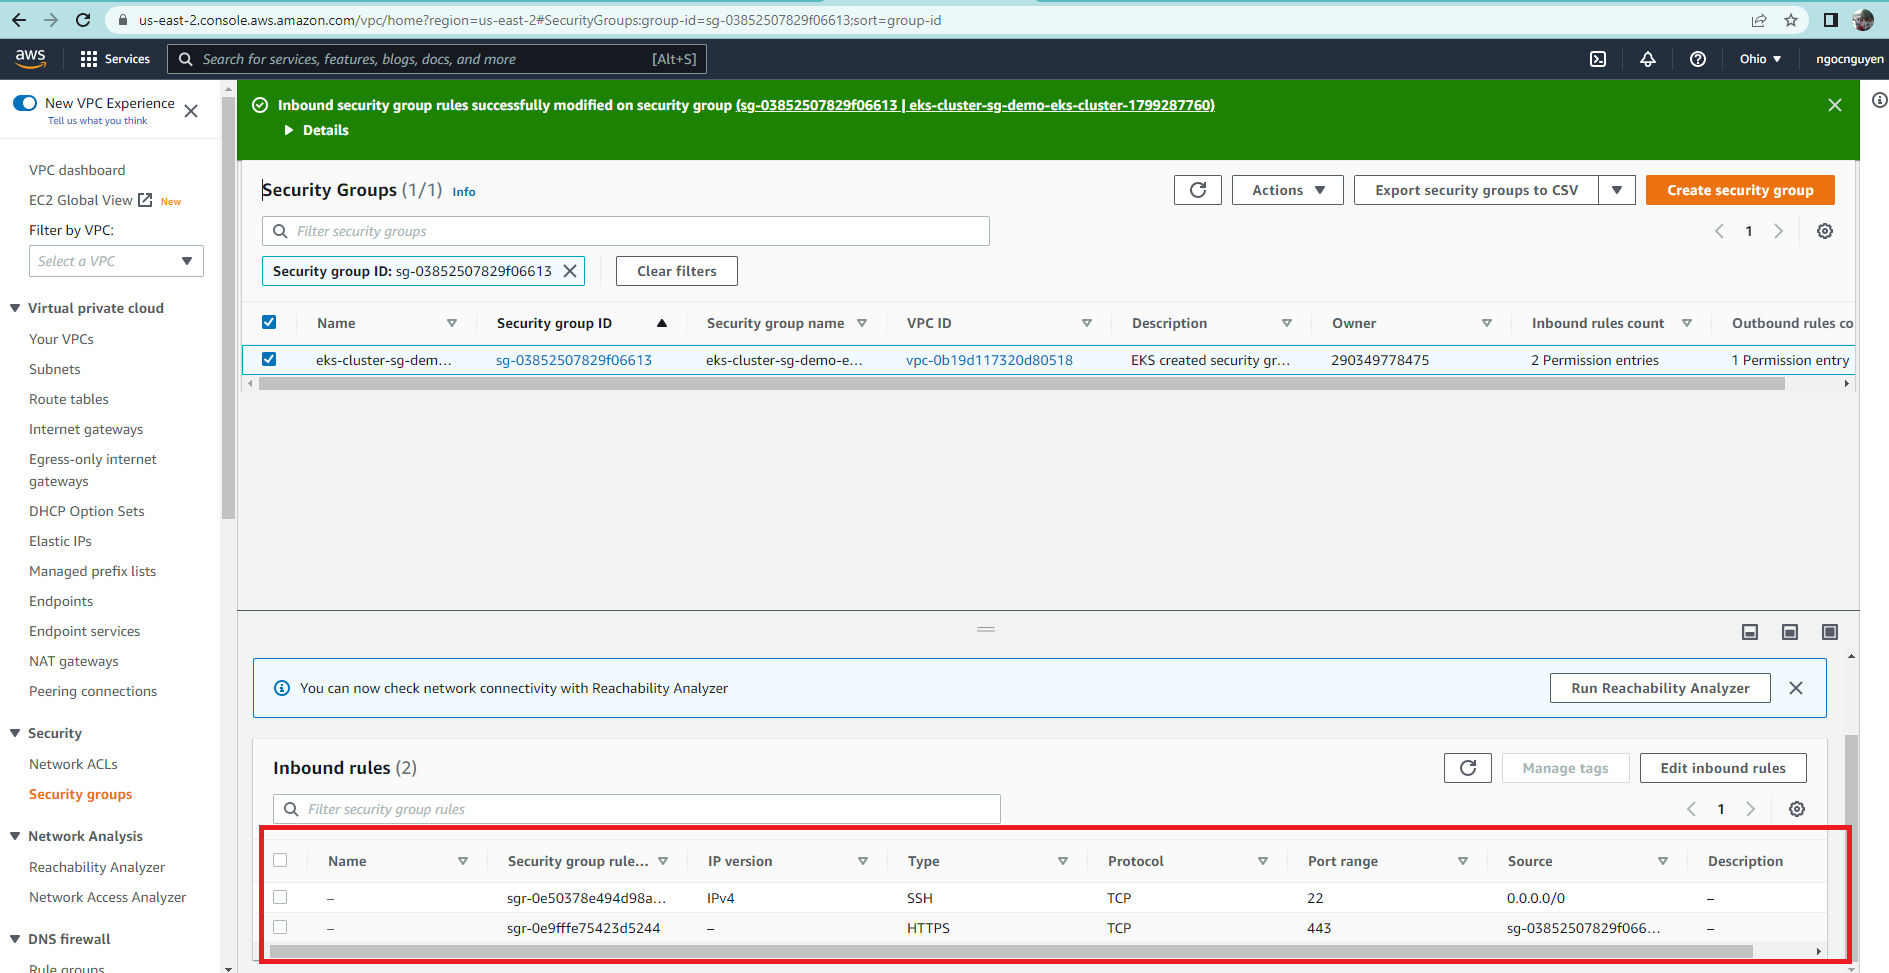 us-east-2.console.aws.amazon.com/vpc/home?region=us-east-2#SecurityGroups:group-id=sg-03852507829f06613;sort=group-id
aws
Services
Search for services, features, blogs, docs, and more
[Alt+S]
Ohio
ngocnguyen
New VPC Experience
Tell us what you think
VPC dashboard
EC2 Global View
New
Filter by VPC:
Select a VPC
Virtual private cloud
Your VPCs
Subnets
Route tables
Internet gateways
Egress-only internet
gateways
DHCP Option Sets
Elastic IPs
Managed prefix lists
Endpoints
Endpoint services
NAT gateways
Peering connections
Security
Network ACLs
Security groups
Network Analysis
Reachability Analyzer
Network Access Analyzer
DNS firewall
Rule groups
Inbound security group rules successfully modified on security group (sg-03852507829f06613 | eks-cluster-sg-demo-eks-cluster-1799287760)
Details
Security Groups (1/1) Info
Actions
Export security groups to CSV
Create security group
Filter security groups
1
Security group ID: sg-03852507829f06613
Clear filters
Name Security group ID Security group name VPC ID Description Owner Inbound rules count Outbound rules co
eks-cluster-sg-dem... sg-03852507829f06613 eks-cluster-sg-demo-e... vpc-0b19d117320d80518 EKS created security gr... 290349778475 2 Permission entries 1 Permission entry
You can now check network connectivity with Reachability Analyzer
Run Reachability Analyzer
Inbound rules (2)
Manage tags
Edit inbound rules
Filter security group rules
1
Name Security group rule... IP version Type Protocol Port range Source Description
– sgr-0e50378e494d98a... IPv4 SSH TCP 22 0.0.0.0/0 –
– sgr-0e9fffe75423d5244 – HTTPS TCP 443 sg-03852507829f066... –